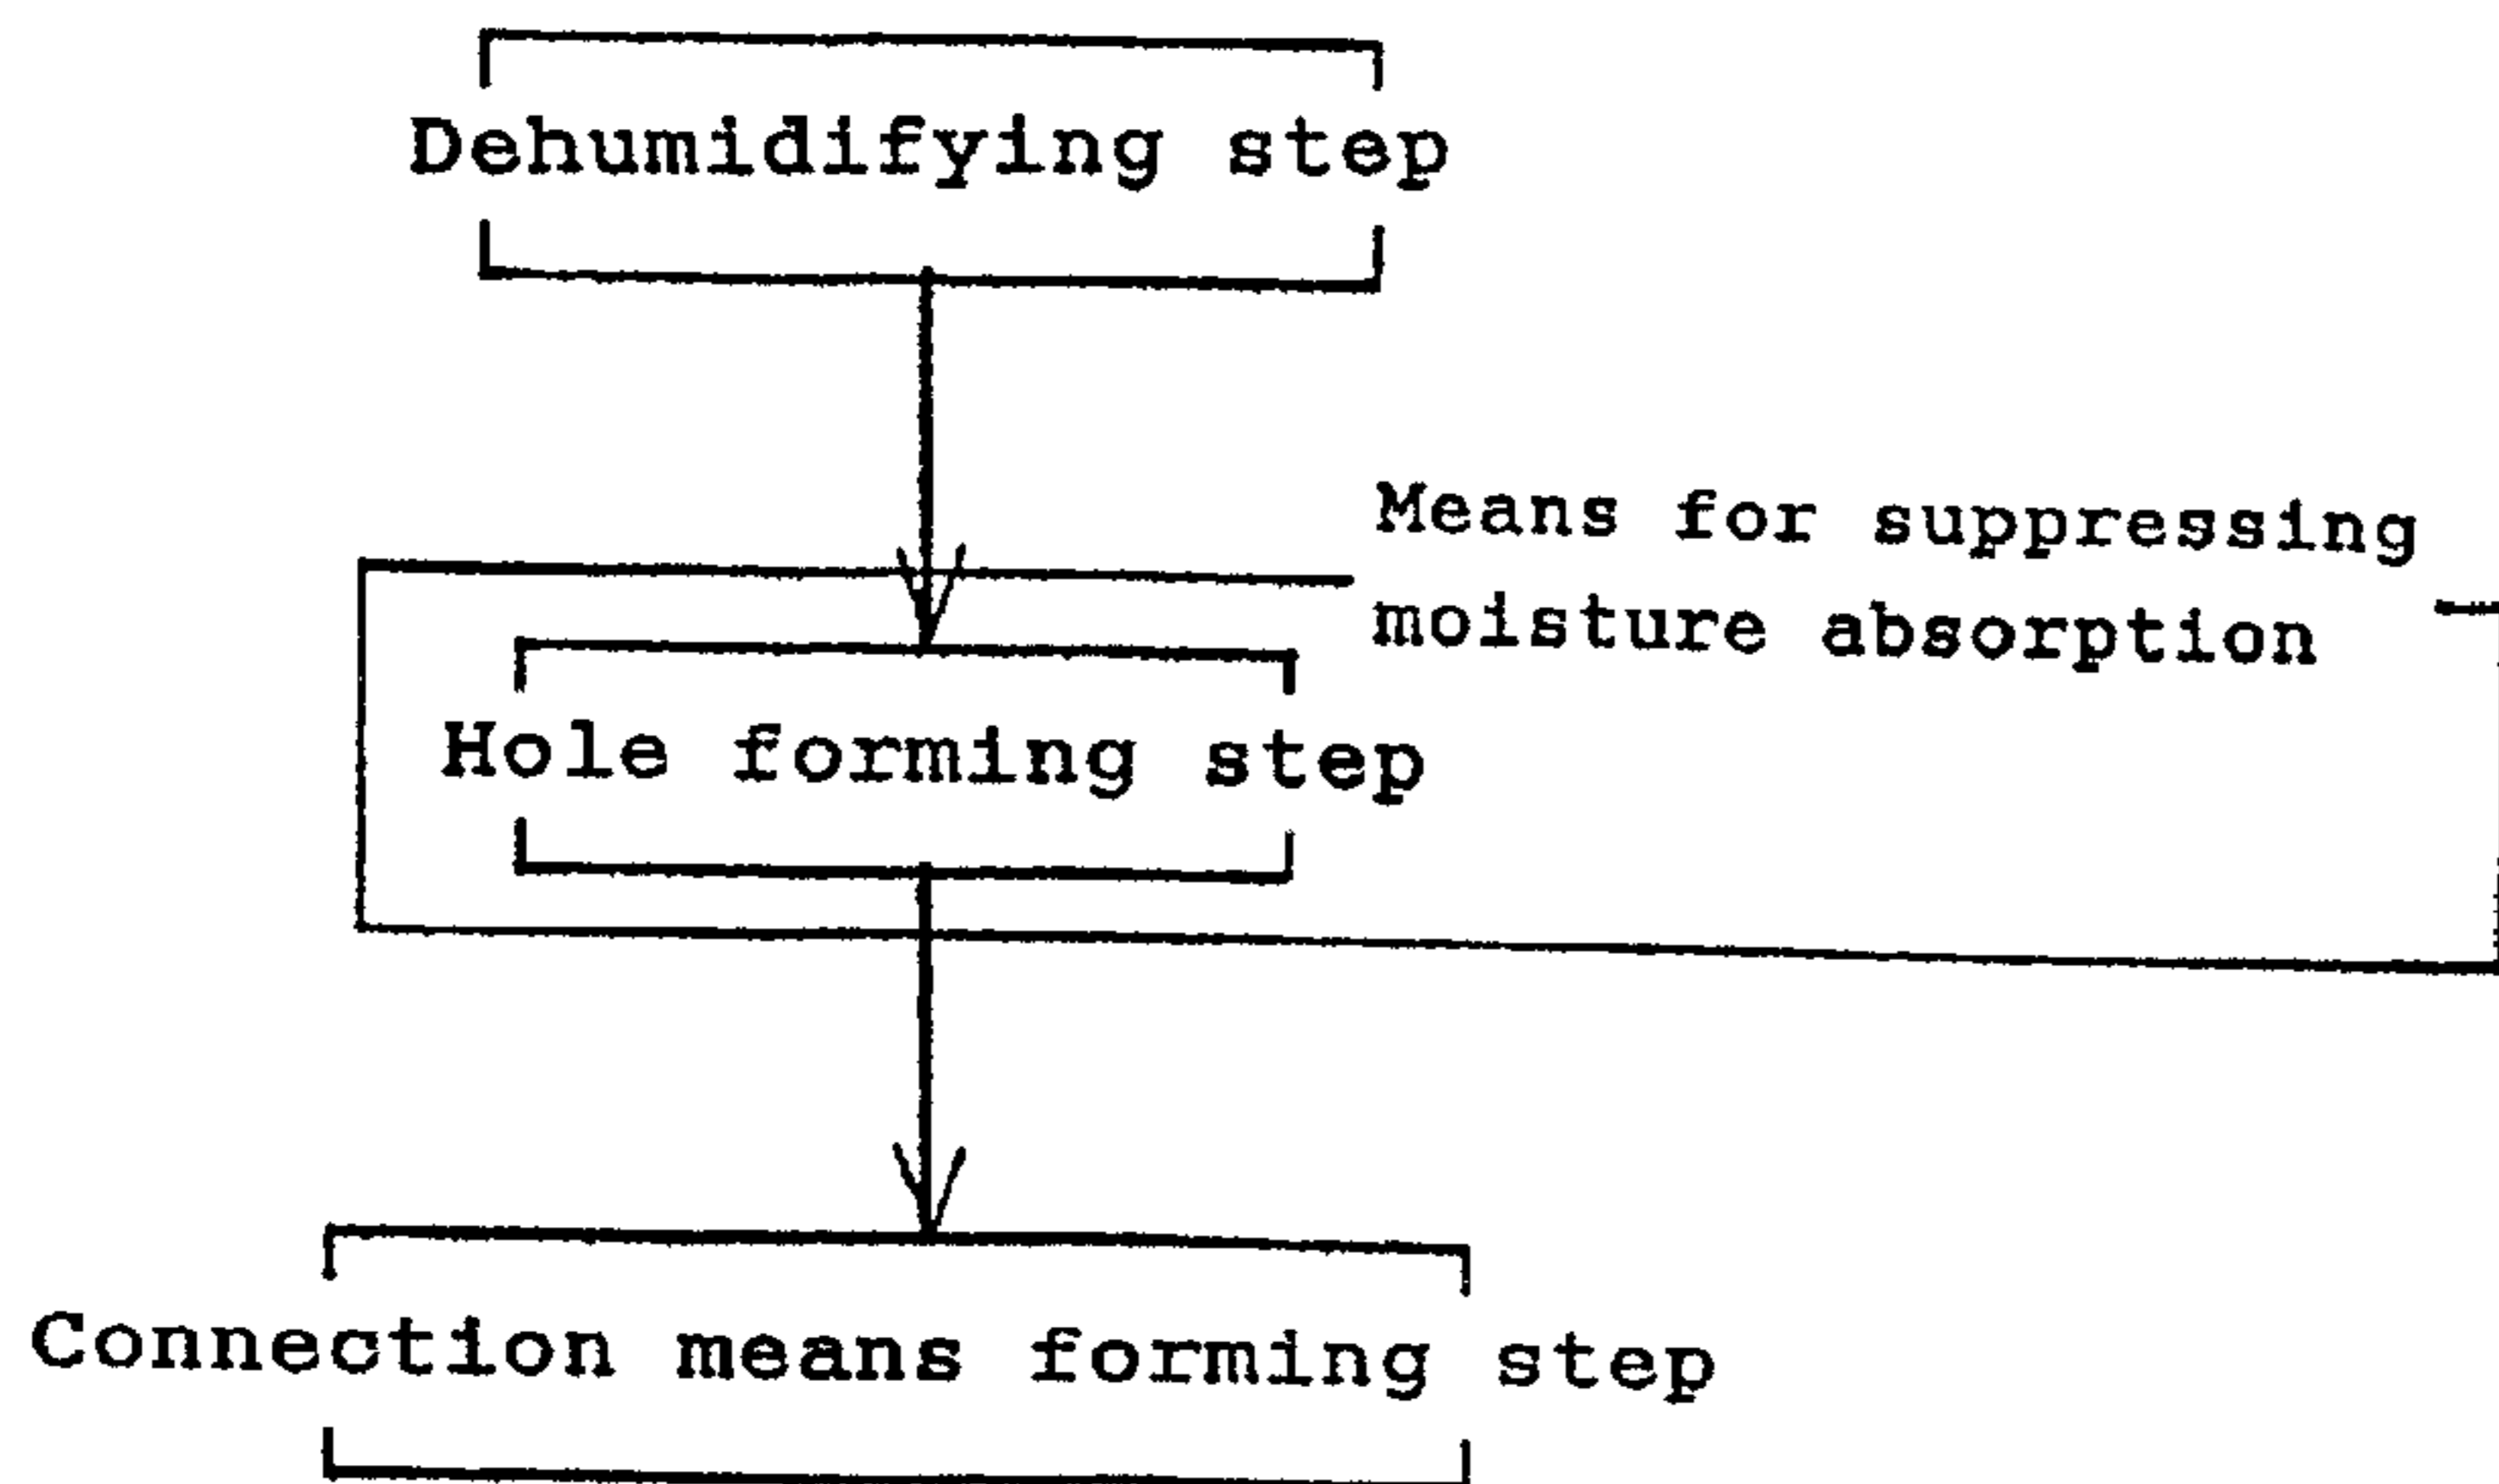 Dehumidifying step
Means for suppressing
moisture absorption
Hole forming step
Connection means forming step